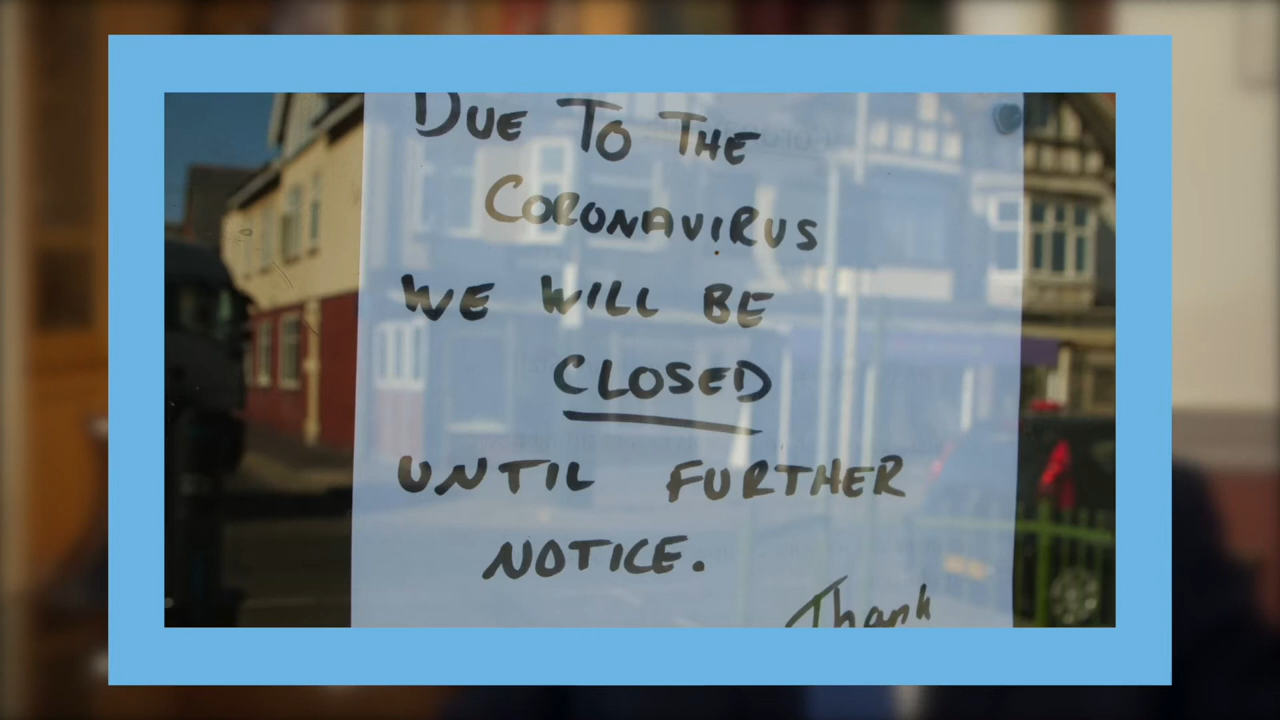 DUE TO THE
CORONAVIRUS
WE WILL BE
CLOSED
UNTIL FURTHER
NOTICE.
Thank